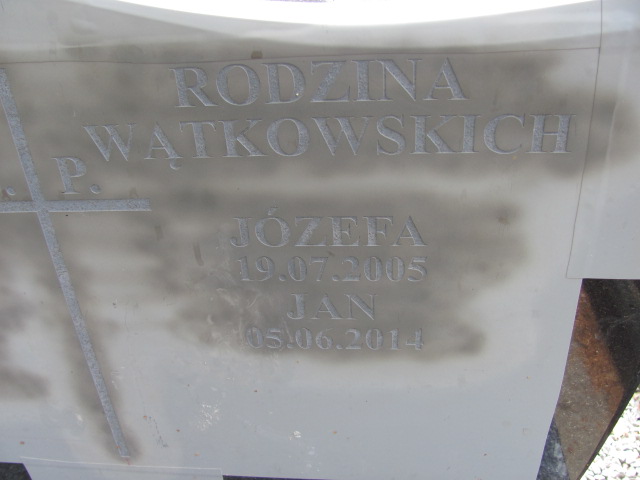 RODZINA
WĄTKOWSKICH
. P.
JÓZEFA
19.07.2005
JAN
05.06.2014